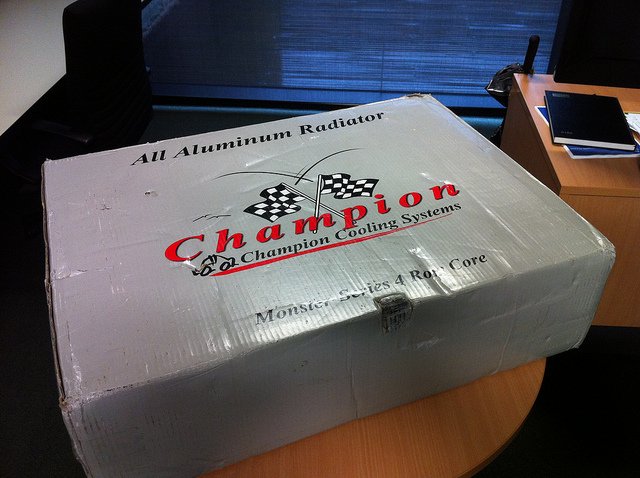 All Aluminum Radiator
Champion
Champion Cooling Systems
Monster Series 4 Row Core